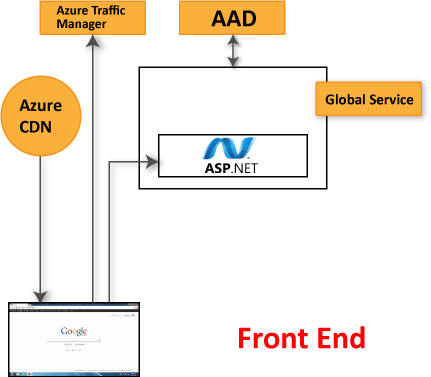 Azure Traffic
Manager
AAD
Global Service
Azure
CDN
ASP.NET
Google
Front End